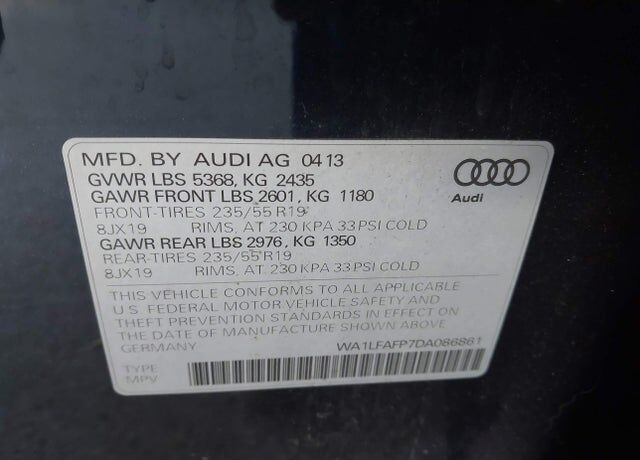 MFD. BY AUDI AG 04 13
GVWR LBS 5368, KG 2435
GAWR FRONT LBS 2601, KG 1180
FRONT-TIRES 235/55 R19
8JX19 RIMS, AT 230 KPA 33 PSI COLD
GAWR REAR LBS 2976, KG 1350
REAR-TIRES 235/55 R19
8JX19 RIMS, AT 230 KPA 33 PSI COLD
THIS VEHICLE CONFORMS TO ALL APPLICABLE
U.S. FEDERAL MOTOR VEHICLE SAFETY AND
THEFT PREVENTION STANDARDS IN EFFECT ON
THE DATE OF MANUFACTURE SHOWN ABOVE
GERMANY WA1LFAFP7DA086861
TYPE
MPV
Audi